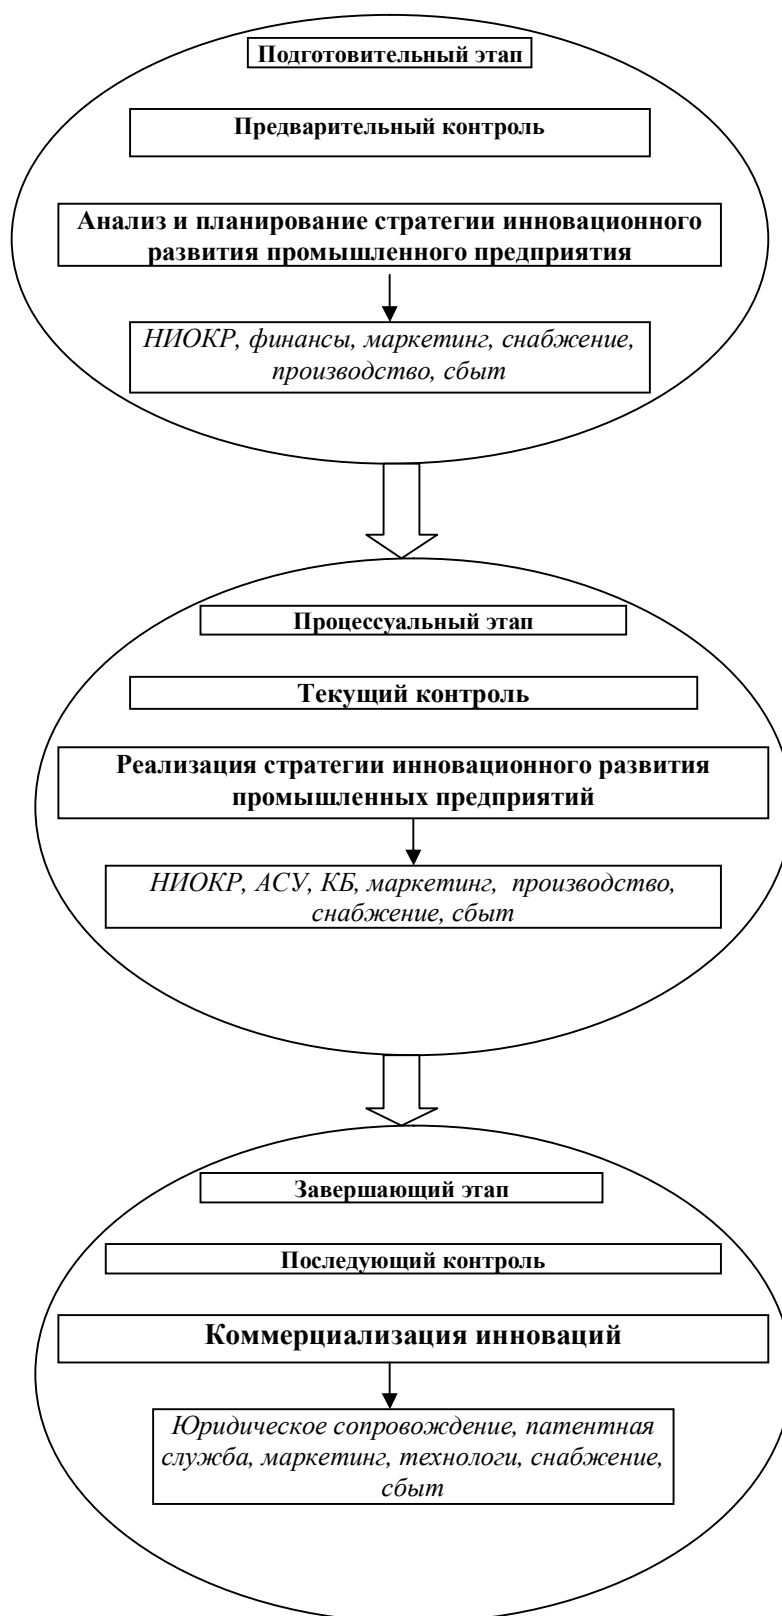 Подготовительный этап
Предварительный контроль
Анализ и планирование стратегии инновационного
развития промышленного предприятия
НИОКР, финансы, маркетинг, снабжение,
производство, сбыт
Процессуальный этап
Текущий контроль
Реализация стратегии инновационного развития
промышленных предприятий
НИОКР, АСУ, КБ, маркетинг, производство,
снабжение, сбыт
Завершающий этап
Последующий контроль
Коммерциализация инноваций
Юридическое сопровождение, патентная
служба, маркетинг, технологи, снабжение,
сбыт